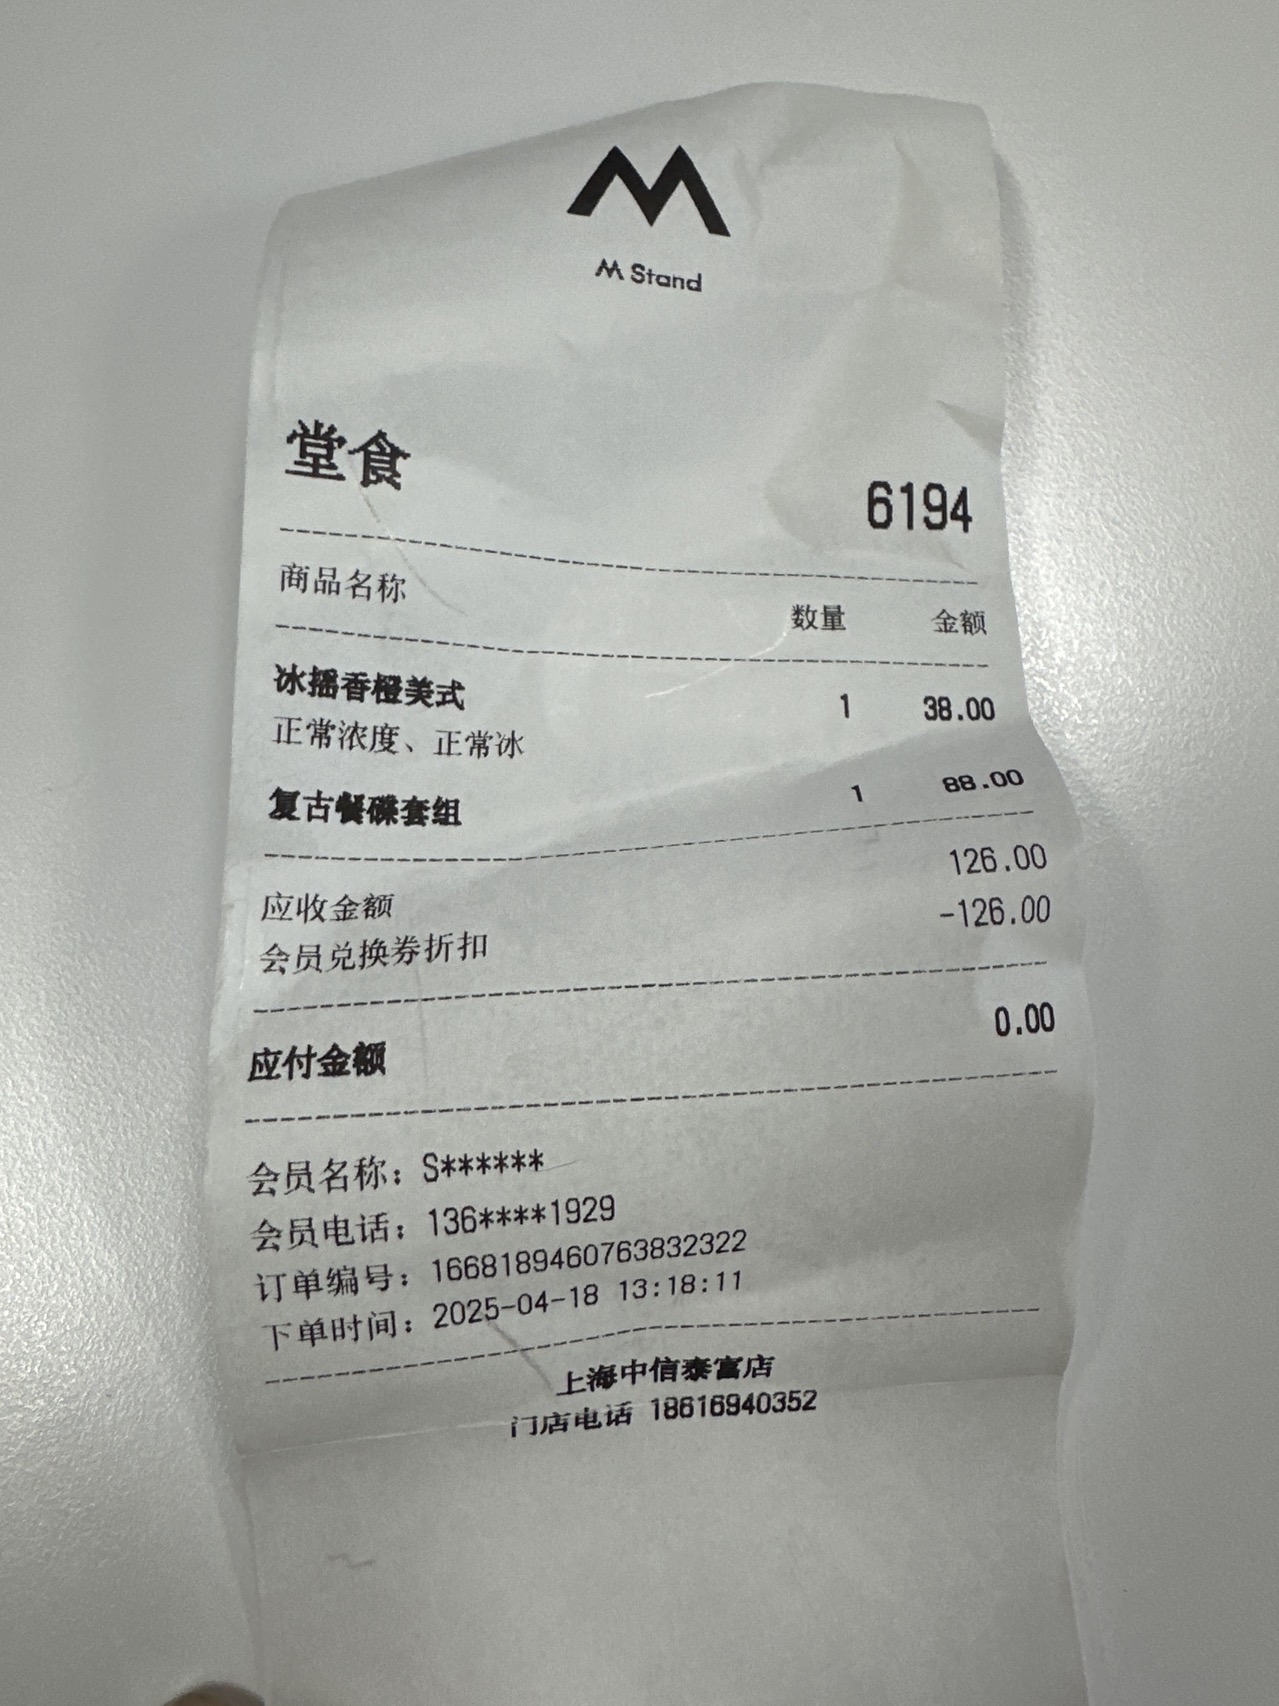 M Stand
堂食
6194
商品名称 数量 金额
冰摇香橙美式 1 38.00
正常浓度、正常冰
复古餐碟套组 1 88.00
应收金额 126.00
会员兑换券折扣 -126.00
应付金额 0.00
会员名称：S******
会员电话：136****1929
订单编号：1668189460763832322
下单时间：2025-04-18 13:18:11
上海中信泰富店
门店电话 18616940352